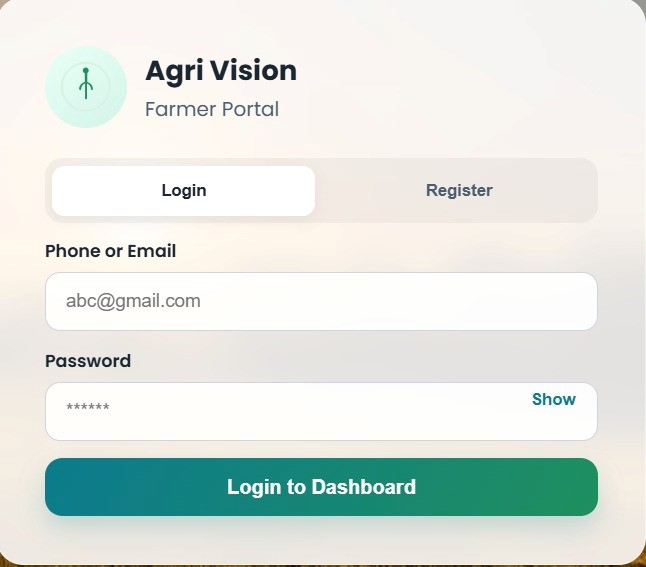 Agri Vision
Farmer Portal
Login Register
Phone or Email
abc@gmail.com
Password
****** Show
Login to Dashboard